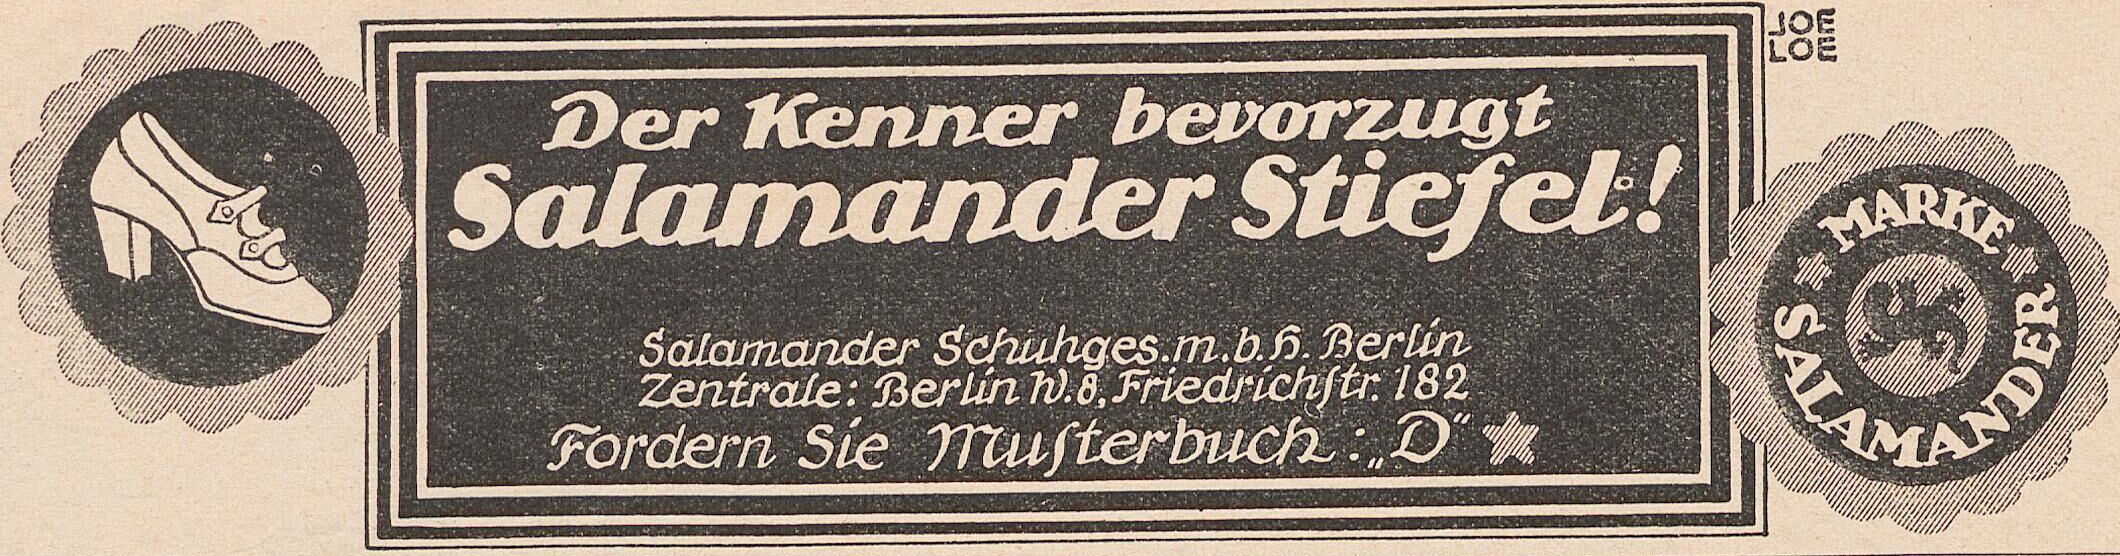 JOE
LOE
Der Kenner bevorzugt
Salamander Stiefel!
Salamander Schuhges.m.b.H. Berlin
Zentrale: Berlin W.8, Friedrichſtr. 182
Fordern Sie Muſterbuch: „D“
MARKE
SALAMANDER